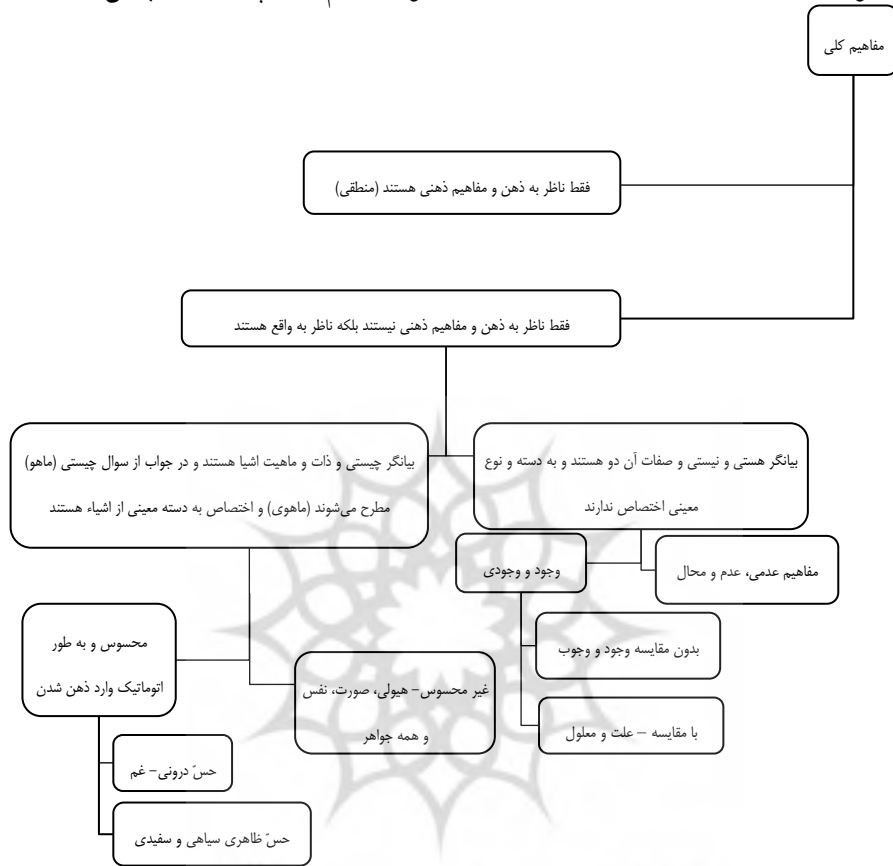 مفاهیم کلی
فقط ناظر به ذهن و مفاهیم ذهنی هستند (منطقی)
فقط ناظر به ذهن و مفاهیم ذهنی نیستند بلکه ناظر به واقع هستند
بیانگر هستی و نیستی و صفات آن دو هستند و به دسته و نوع
معینی اختصاص ندارند
بیانگر چیستی و ذات و ماهیت اشیا هستند و در جواب از سوال چیستی (ماهو)
مطرح می‌شوند (ماهوی) و اختصاص به دسته معینی از اشیاء هستند
مفاهیم عدمی، عدم و محال
وجود و وجودی
بدون مقایسه وجود و وجوب
با مقایسه – علت و معلول
غیر محسوس– هیولی، صورت، نفس
و همه جواهر
محسوس و به طور
اتوماتیک وارد ذهن شدن
حسّ درونی– غم
حسّ ظاهری سیاهی و سفیدی